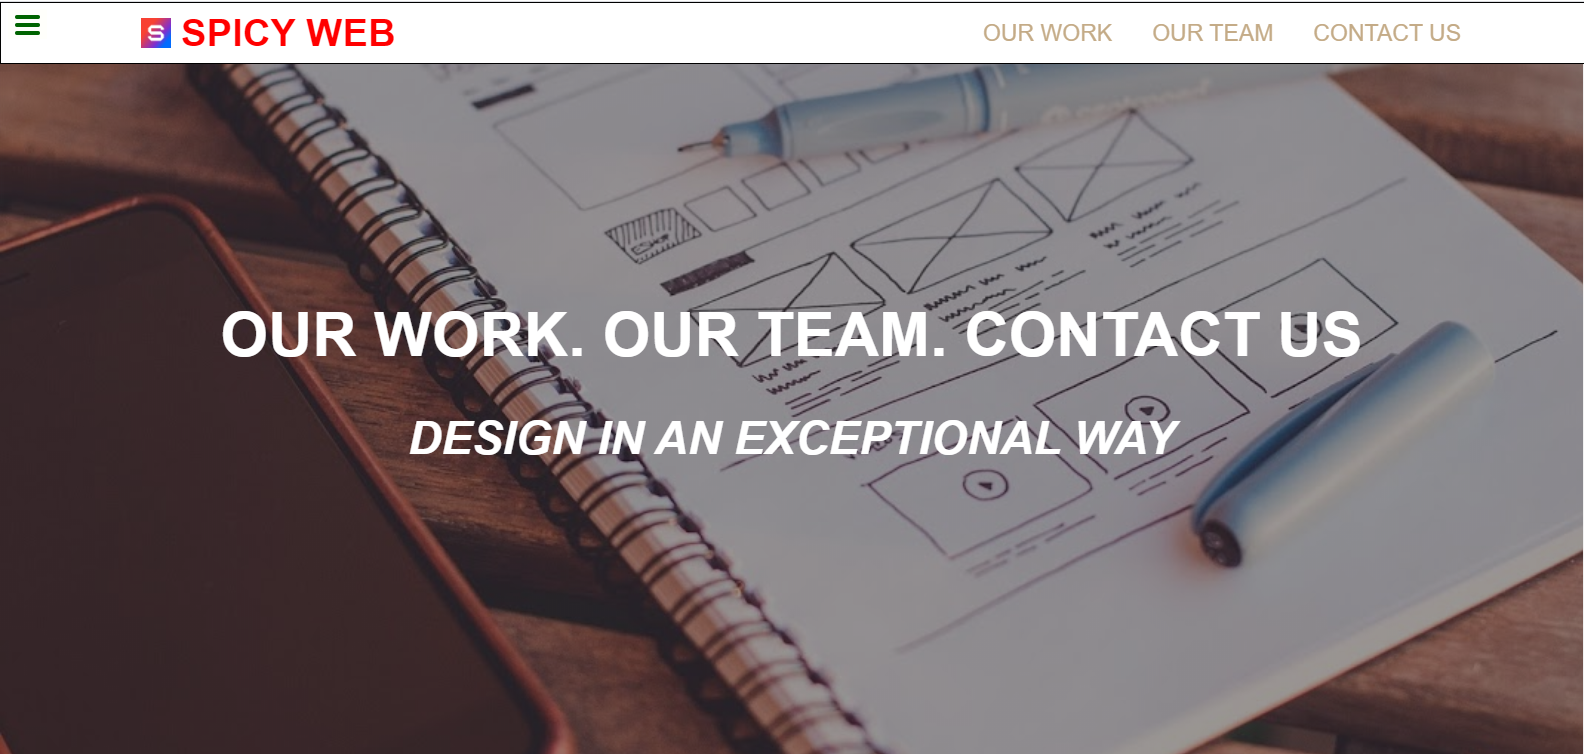 S SPICY WEB
OUR WORK OUR TEAM CONTACT US
OUR WORK. OUR TEAM. CONTACT US
DESIGN IN AN EXCEPTIONAL WAY